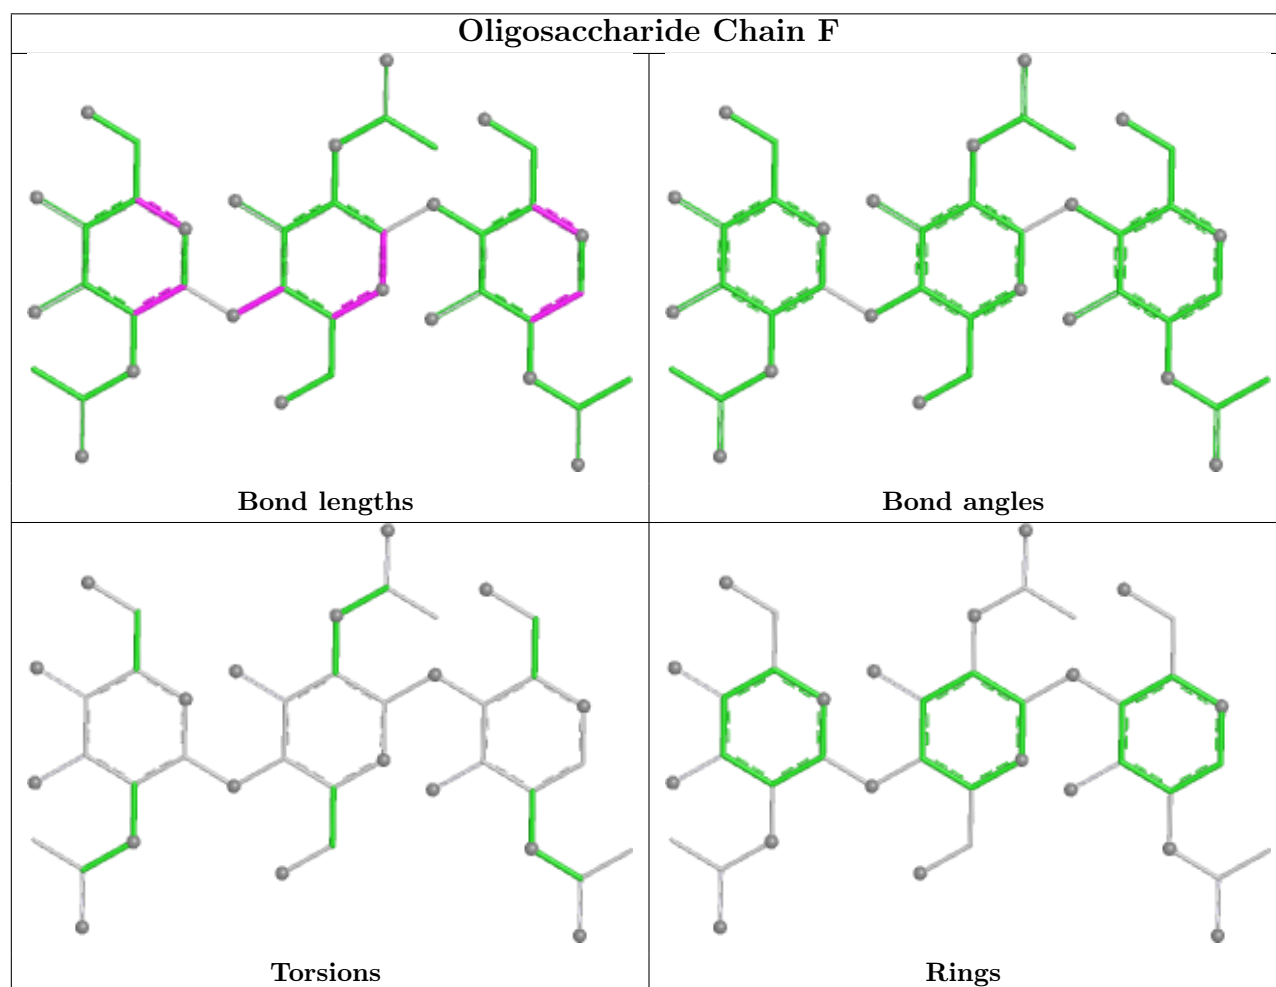 Oligosaccharide Chain F
Bond lengths
Bond angles
Torsions
Rings